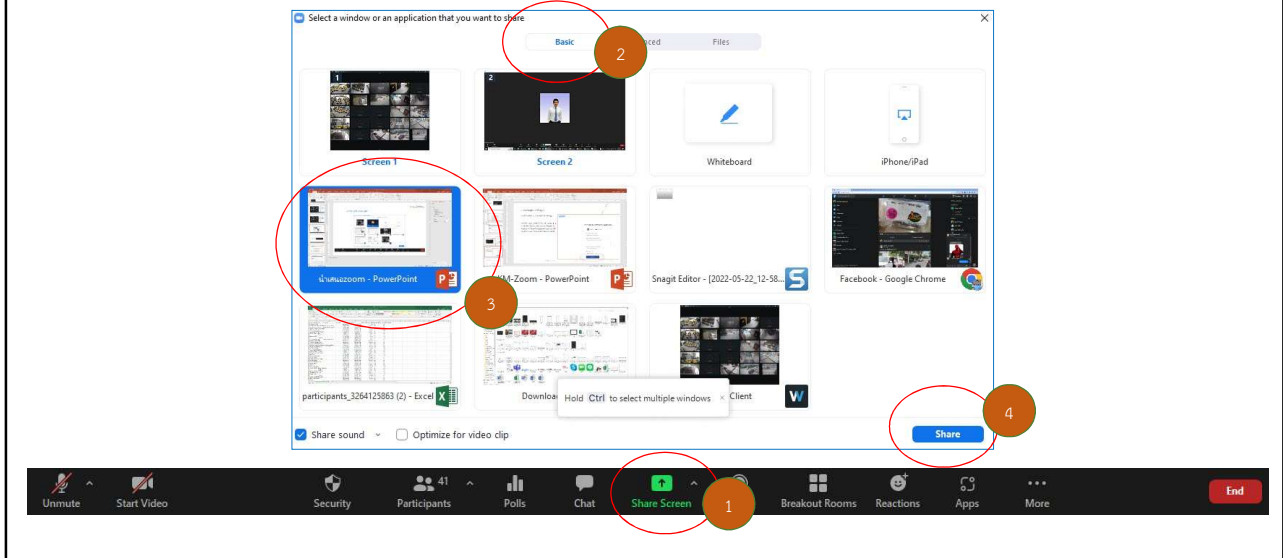 Select a window or an application that you want to share
Basic
2
Files
1
2
Screen 1
Screen 2
Whiteboard
iPhone/iPad
นำเสนอzoom - PowerPoint
KM-Zoom - PowerPoint
Snagit Editor - [2022-05-22_12-58...
Facebook - Google Chrome
3
participants_3264125863 (2) - Excel
Hold Ctrl to select multiple windows
Client
4
Share sound
Optimize for video clip
Share
Unmute
Start Video
Security
41
Participants
Polls
Chat
Share Screen
1
Breakout Rooms
Reactions
Apps
More
End